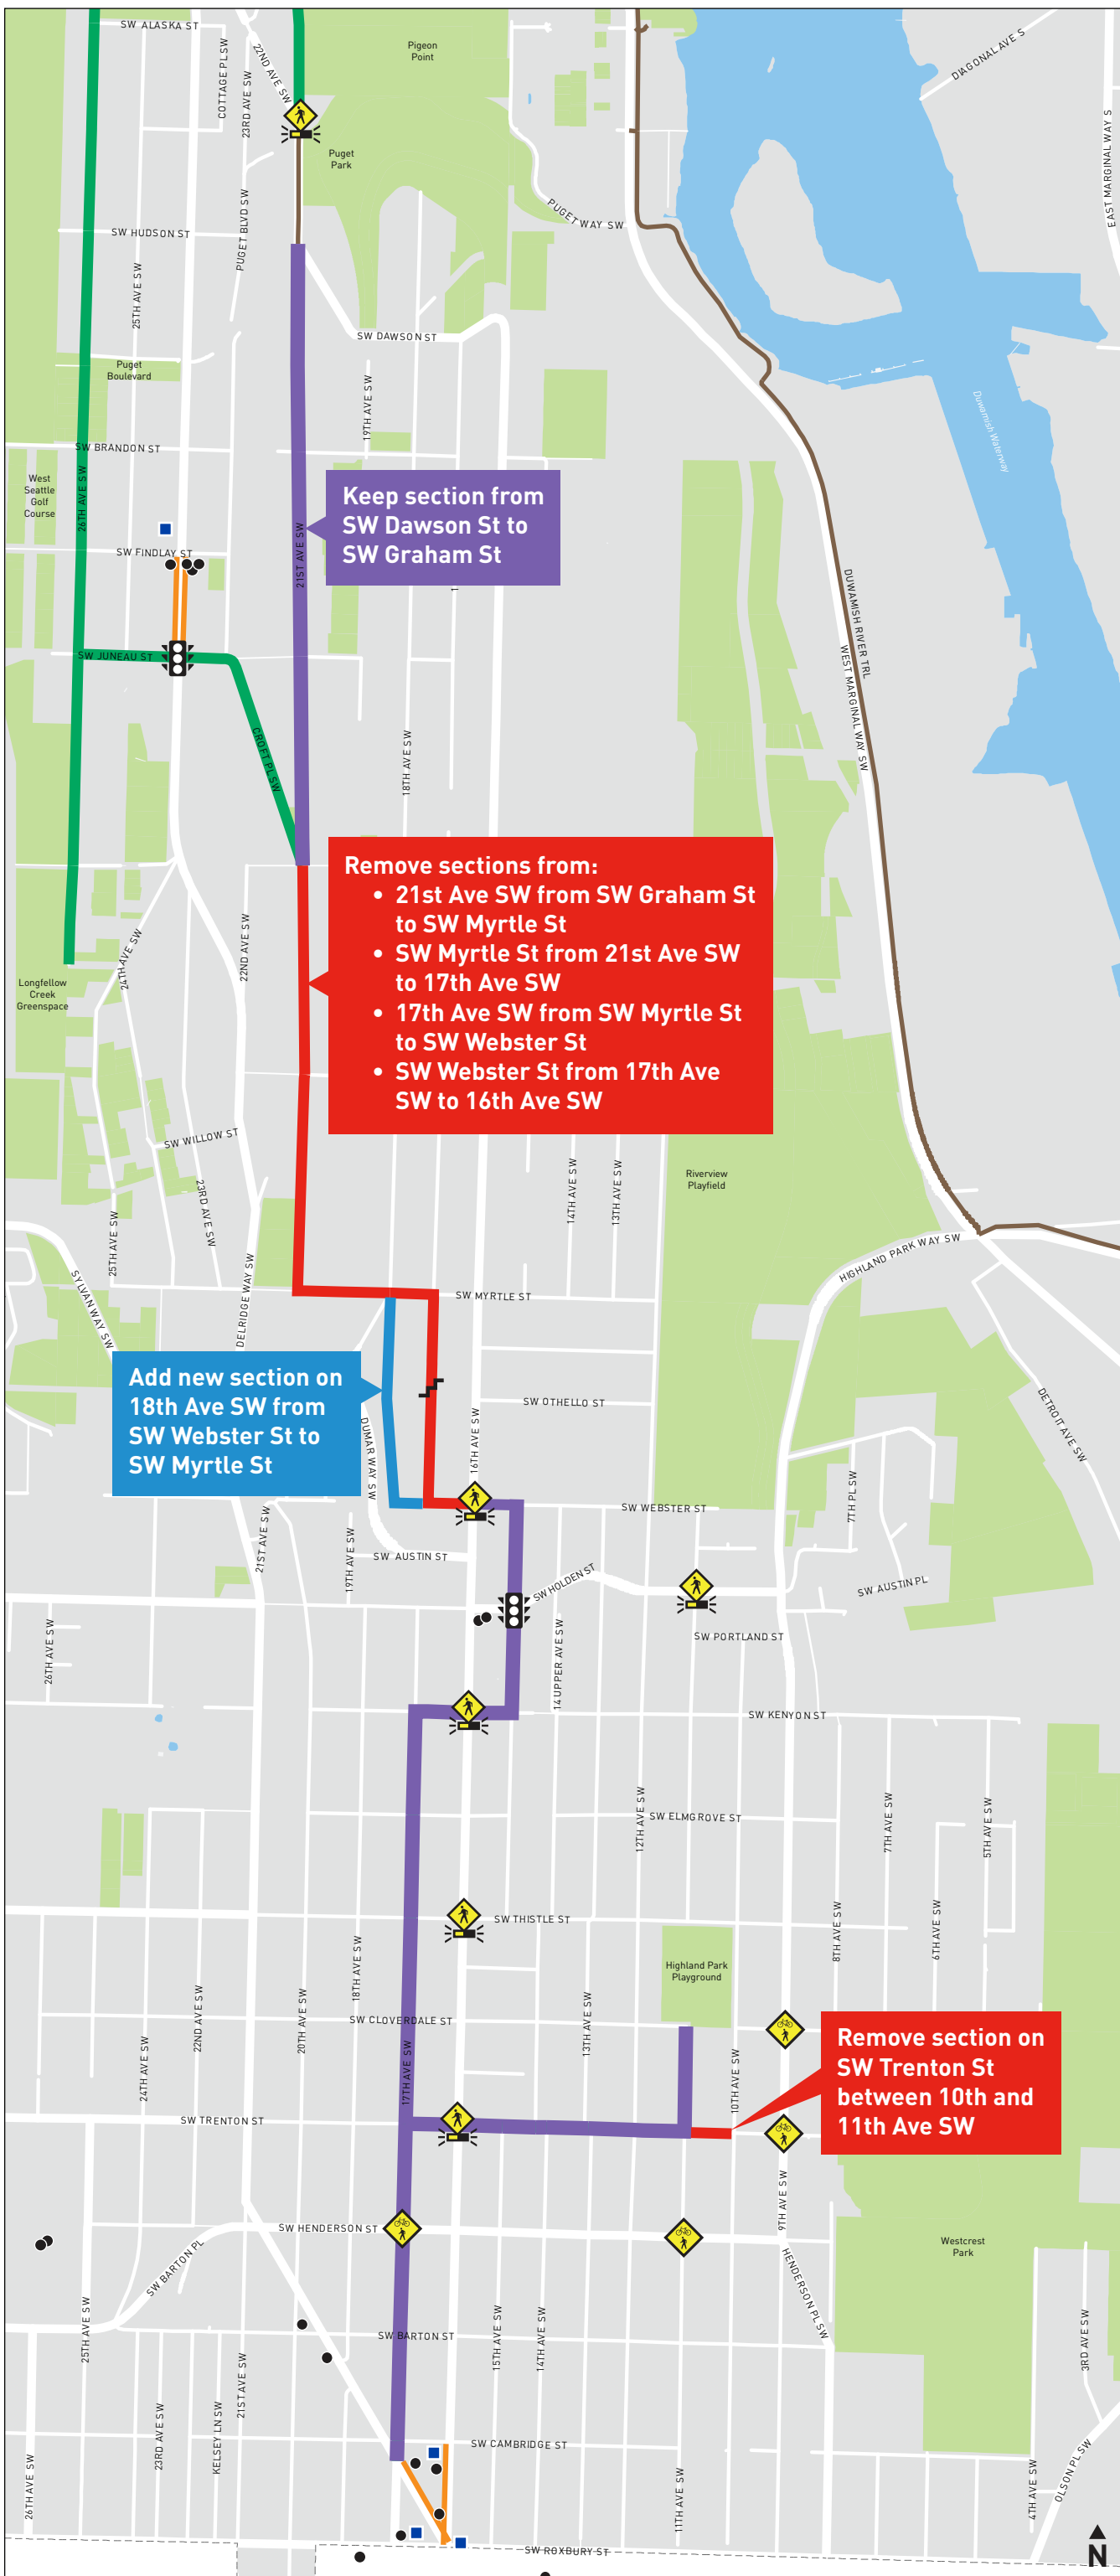 SW ALASKA ST
COTTAGE PL SW
22ND AVE SW
23RD AVE SW
Pigeon
Point
DIAGONAL AVE S
EAST MARGINAL WAY S
Puget
Park
PUGET BLVD SW
PUGET WAY SW
SW HUDSON ST
25TH AVE SW
SW DAWSON ST
Puget
Boulevard
19TH AVE SW
Duwamish Waterway
SW BRANDON ST
West
Seattle
Golf
Course
26TH AVE SW
21ST AVE SW
Keep section from
SW Dawson St to
SW Graham St
SW FINDLAY ST
1
DUWAMISH RIVER TRL
WEST MARGINAL WAY SW
SW JUNEAU ST
CROFT PL SW
18TH AVE SW
Remove sections from:
• 21st Ave SW from SW Graham St
to SW Myrtle St
• SW Myrtle St from 21st Ave SW
to 17th Ave SW
• 17th Ave SW from SW Myrtle St
to SW Webster St
• SW Webster St from 17th Ave
SW to 16th Ave SW
22ND AVE SW
24TH AVE SW
Longfellow
Creek
Greenspace
SW WILLOW ST
23RD AVE SW
25TH AVE SW
14TH AVE SW
13TH AVE SW
Riverview
Playfield
HIGHLAND PARK WAY SW
SYLVAN WAY SW
DELRIDGE WAY SW
SW MYRTLE ST
Add new section on
18th Ave SW from
SW Webster St to
SW Myrtle St
SW OTHELLO ST
DETROIT AVE SW
DUMAR WAY SW
16TH AVE SW
7TH PL SW
SW WEBSTER ST
21ST AVE SW
19TH AVE SW
SW AUSTIN ST
SW HOLDEN ST
SW AUSTIN PL
26TH AVE SW
14 UPPER AVE SW
SW PORTLAND ST
SW KENYON ST
12TH AVE SW
SW ELMGROVE ST
7TH AVE SW
5TH AVE SW
SW THISTLE ST
8TH AVE SW
6TH AVE SW
18TH AVE SW
Highland Park
Playground
22ND AVE SW
20TH AVE SW
SW CLOVERDALE ST
13TH AVE SW
24TH AVE SW
17TH AVE SW
10TH AVE SW
Remove section on
SW Trenton St
between 10th and
11th Ave SW
SW TRENTON ST
9TH AVE SW
SW HENDERSON ST
SW BARTON PL
HENDERSON PL SW
Westcrest
Park
25TH AVE SW
SW BARTON ST
15TH AVE SW
14TH AVE SW
3RD AVE SW
21ST AVE SW
23RD AVE SW
KELSEY LN SW
SW CAMBRIDGE ST
26TH AVE SW
11TH AVE SW
4TH AVE SW
OLSON PL SW
SW ROXBURY ST
N